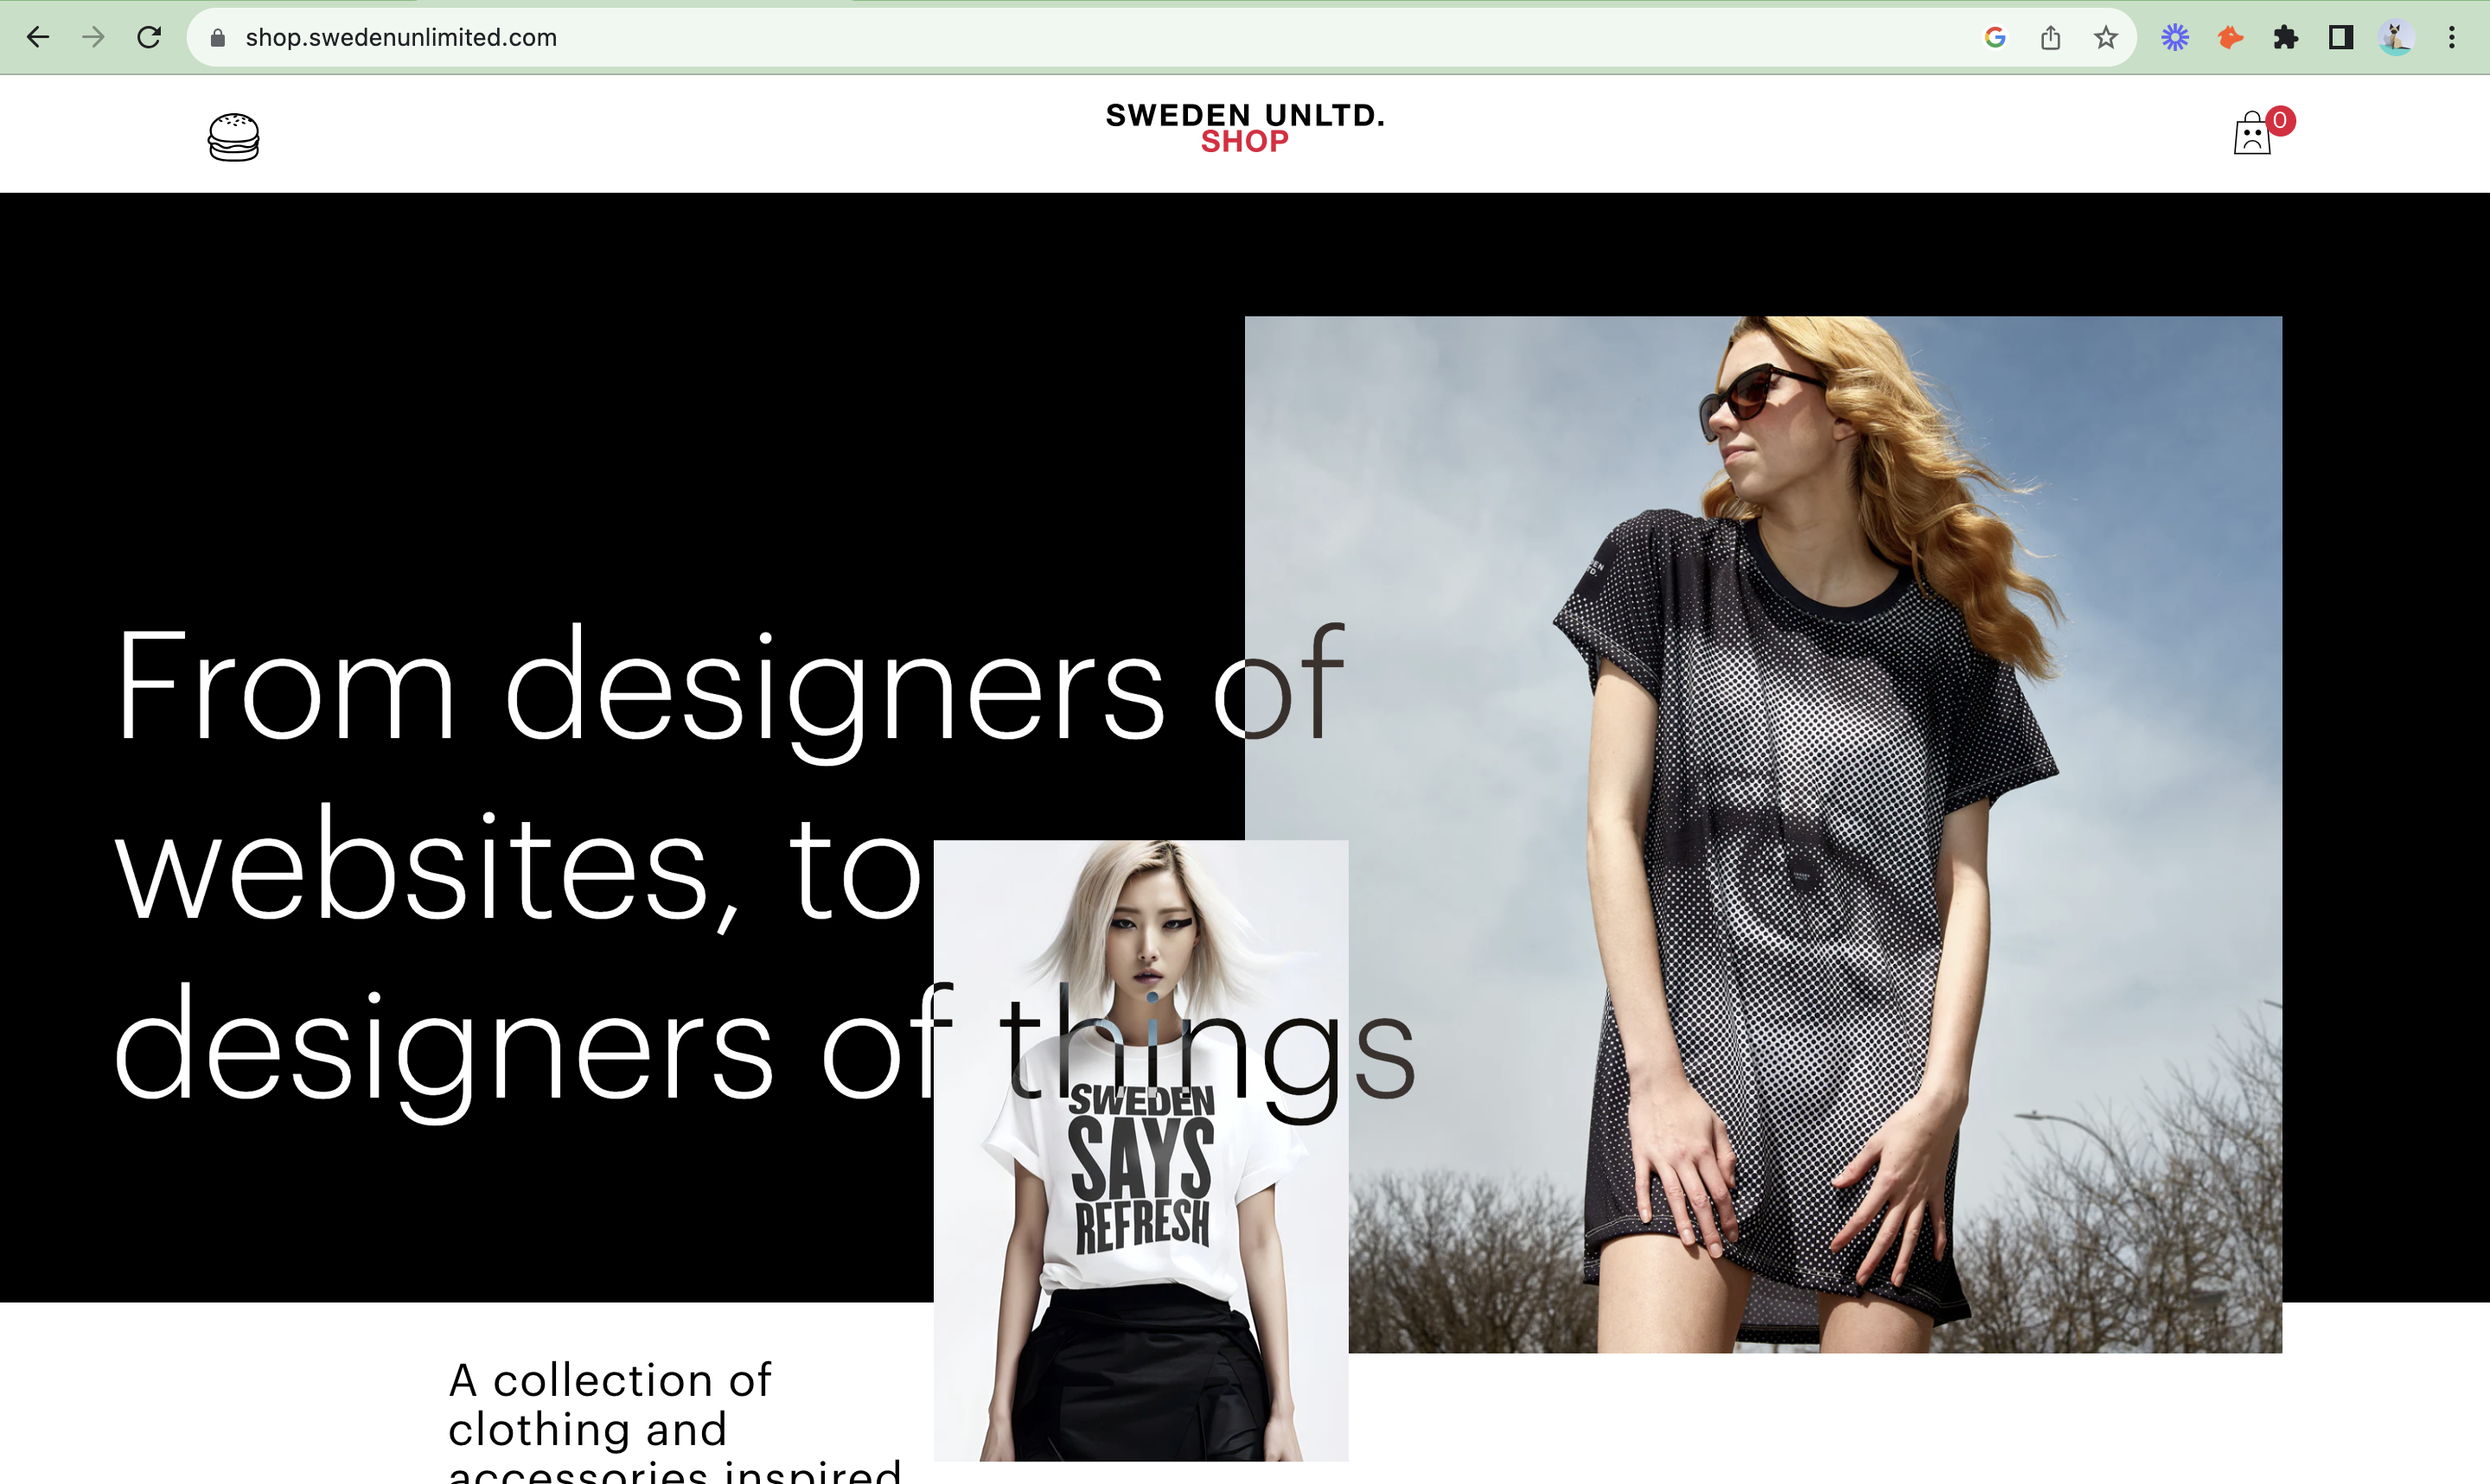 shop.swedenunlimited.com
SWEDEN UNLTD.
SHOP
0
From designers of
websites, to
designers of things
SWEDEN
SAYS
REFRESH
A collection of
clothing and
accessories inspired